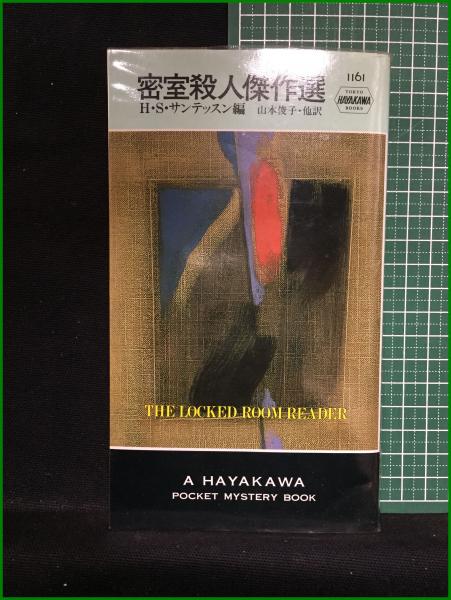 密室殺人傑作選
H・S・サンテッスン編 山本俊子・他訳
1161
TOKYO
HAYAKAWA
BOOKS
THE LOCKED ROOM READER
A HAYAKAWA
POCKET MYSTERY BOOK